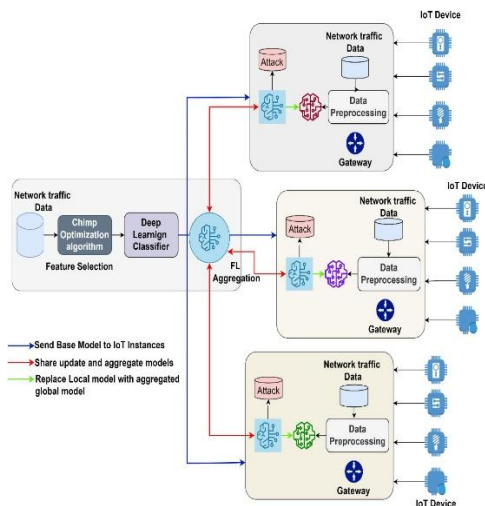 IoT Device
Network traffic
Data
Attack
Data
Preprocessing
Gateway
Network traffic
Data
Chimp
Optimization
algorithm
Deep
Learnign
Classifier
Feature Selection
FL
Aggregation
IoT Device
Network traffic
Data
Attack
Data
Preprocessing
Gateway
Send Base Model to IoT Instances
Share update and aggregate models
Replace Local model with aggregated
global model
Network traffic
Data
Attack
Data
Preprocessing
Gateway
IoT Device